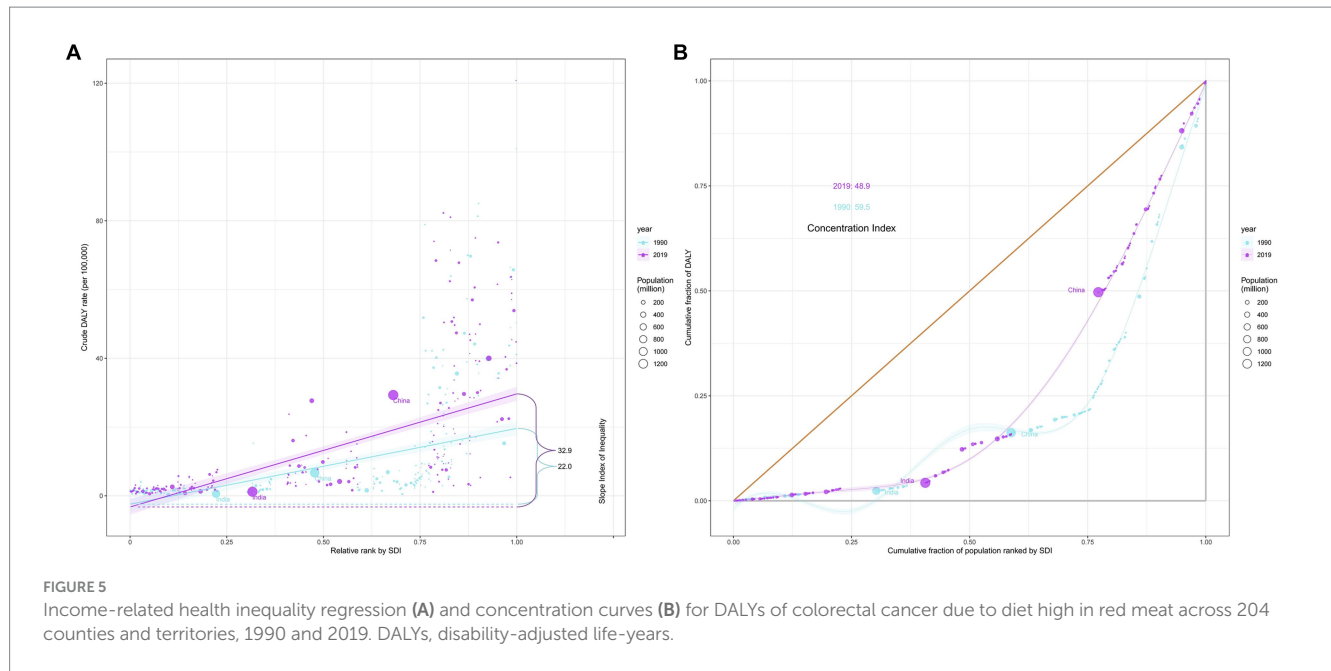 A
120
80
40
0
Crude DALY rate (per 100,000)
China
China
India
India
32.9
22.0
Slope Index of Inequality
0
0.25
0.50
0.75
1.00
Relative rank by SDI
year
1990
2019
Population
(million)
200
400
600
800
1000
1200
B
1.00
0.75
0.50
0.25
0.00
Cumulative fraction of DALY
2019: 48.9
1990: 59.5
Concentration Index
China
China
India
India
0.00
0.25
0.50
0.75
1.00
Cumulative fraction of population ranked by SDI
year
1990
2019
Population
(million)
200
400
600
800
1000
1200
FIGURE 5
Income-related health inequality regression (A) and concentration curves (B) for DALYs of colorectal cancer due to diet high in red meat across 204
counties and territories, 1990 and 2019. DALYs, disability-adjusted life-years.